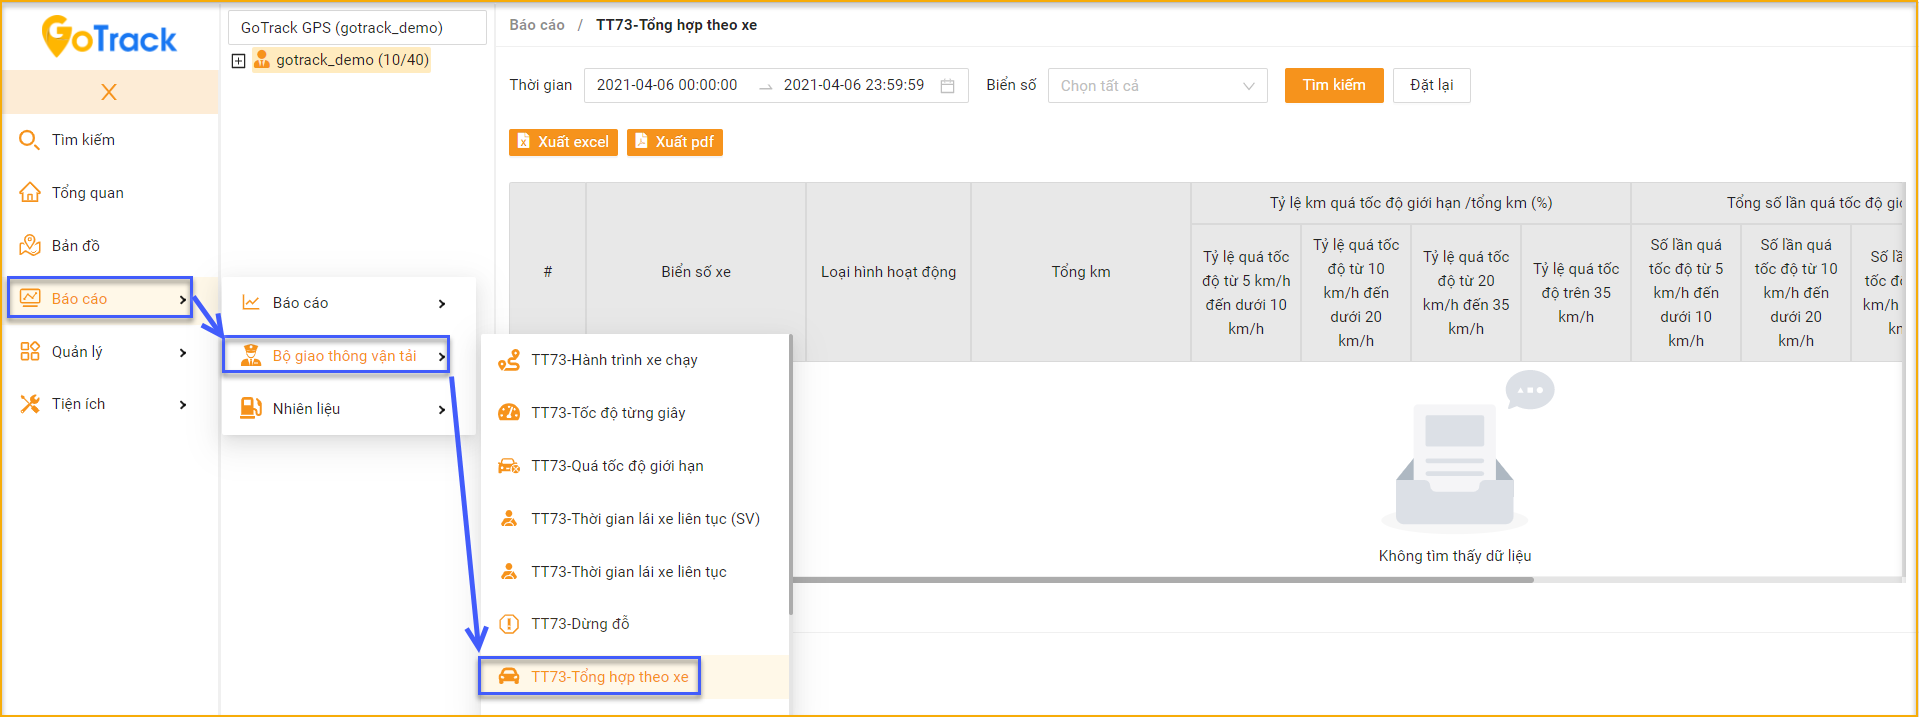 GoTrack
X
Tìm kiếm
Tổng quan
Bản đồ
Báo cáo
Quản lý
Tiện ích
GoTrack GPS (gotrack_demo)
gotrack_demo (10/40)
Báo cáo
Bộ giao thông vận tải
Nhiên liệu
TT73-Hành trình xe chạy
TT73-Tốc độ từng giây
TT73-Quá tốc độ giới hạn
TT73-Thời gian lái xe liên tục (SV)
TT73-Thời gian lái xe liên tục
TT73-Dừng đỗ
TT73-Tổng hợp theo xe
Báo cáo / TT73-Tổng hợp theo xe
Thời gian 2021-04-06 00:00:00 → 2021-04-06 23:59:59 Biển số Chọn tất cả Tìm kiếm Đặt lại
Xuất excel Xuất pdf
#
Biển số xe
Loại hình hoạt động
Tổng km
Tỷ lệ km quá tốc độ giới hạn /tổng km (%)
Tỷ lệ quá tốc
độ từ 5 km/h
đến dưới 10
km/h
Tỷ lệ quá tốc
độ từ 10
km/h đến
dưới 20
km/h
Tỷ lệ quá tốc
độ từ 20
km/h đến 35
km/h
Tỷ lệ quá tốc
độ trên 35
km/h
Tổng số lần quá tốc độ
Số lần quá
tốc độ từ 5
km/h đến
dưới 10
km/h
Số lần quá
tốc độ từ 10
km/h đến
dưới 20
km/h
Số
tốc
km/h
Không tìm thấy dữ liệu